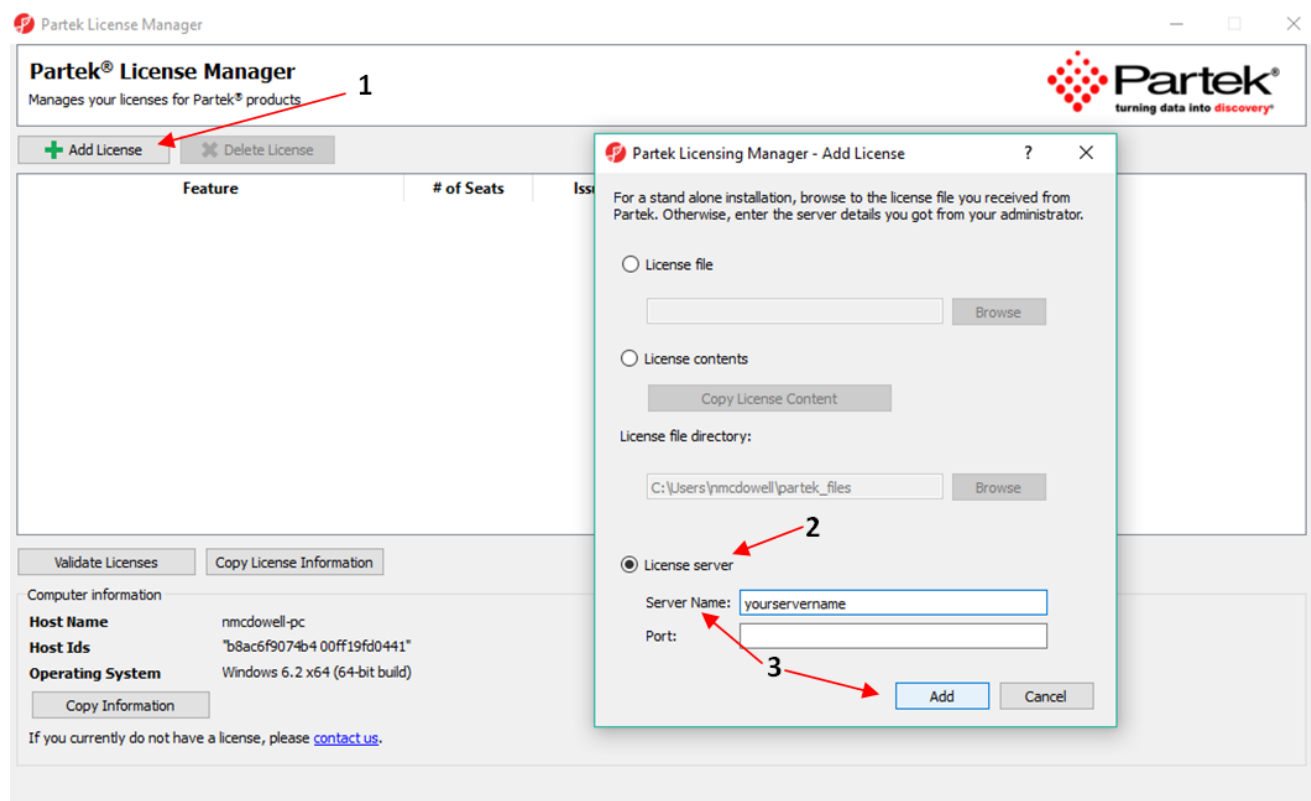 Partek License Manager
Partek® License Manager
Manages your licenses for Partek® products
1
Partek®
turning data into discovery®
Add License
Delete License
Feature
# of Seats
Partek Licensing Manager - Add License
?
For a stand alone installation, browse to the license file you received from
Partek. Otherwise, enter the server details you got from your administrator.
License file
Browse
License contents
Copy License Content
License file directory:
C:\Users\nmcdowell\partek_files
Browse
2
License server
Server Name: yourservername
Port:
3
Add
Cancel
Validate Licenses
Copy License Information
Computer information
Host Name nmcdowell-pc
Host Ids "b8ac6f9074b4 00ff19fd0441"
Operating System Windows 6.2 x64 (64-bit build)
Copy Information
If you currently do not have a license, please contact us.